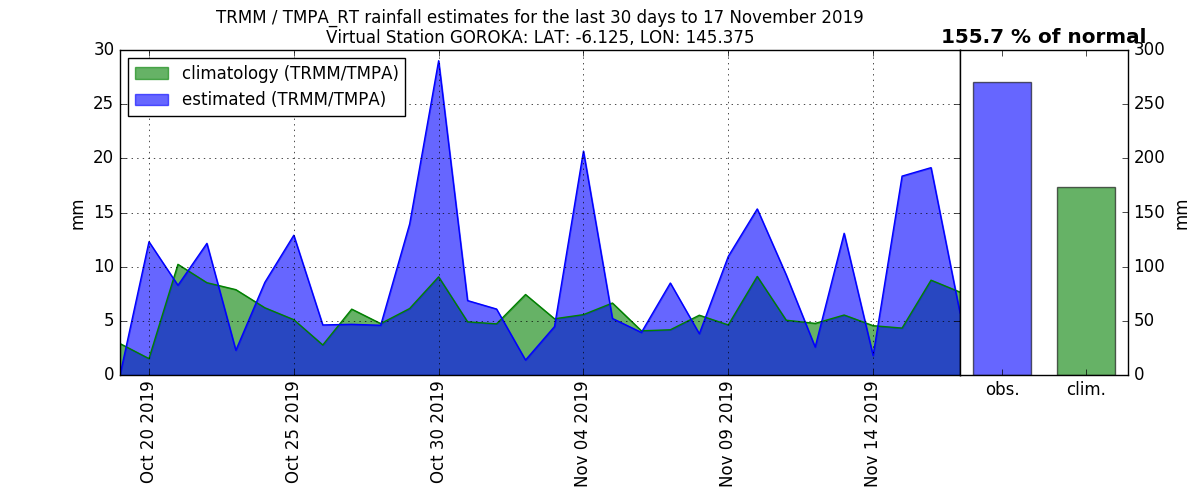 TRMM / TMPA_RT rainfall estimates for the last 30 days to 17 November 2019
Virtual Station GOROKA: LAT: -6.125, LON: 145.375
155.7 % of normal
climatology (TRMM/TMPA)
estimated (TRMM/TMPA)
30
25
20
15
10
5
0
mm
Oct 20 2019
Oct 25 2019
Oct 30 2019
Nov 04 2019
Nov 09 2019
Nov 14 2019
obs.
clim.
300
250
200
150
100
50
0
mm